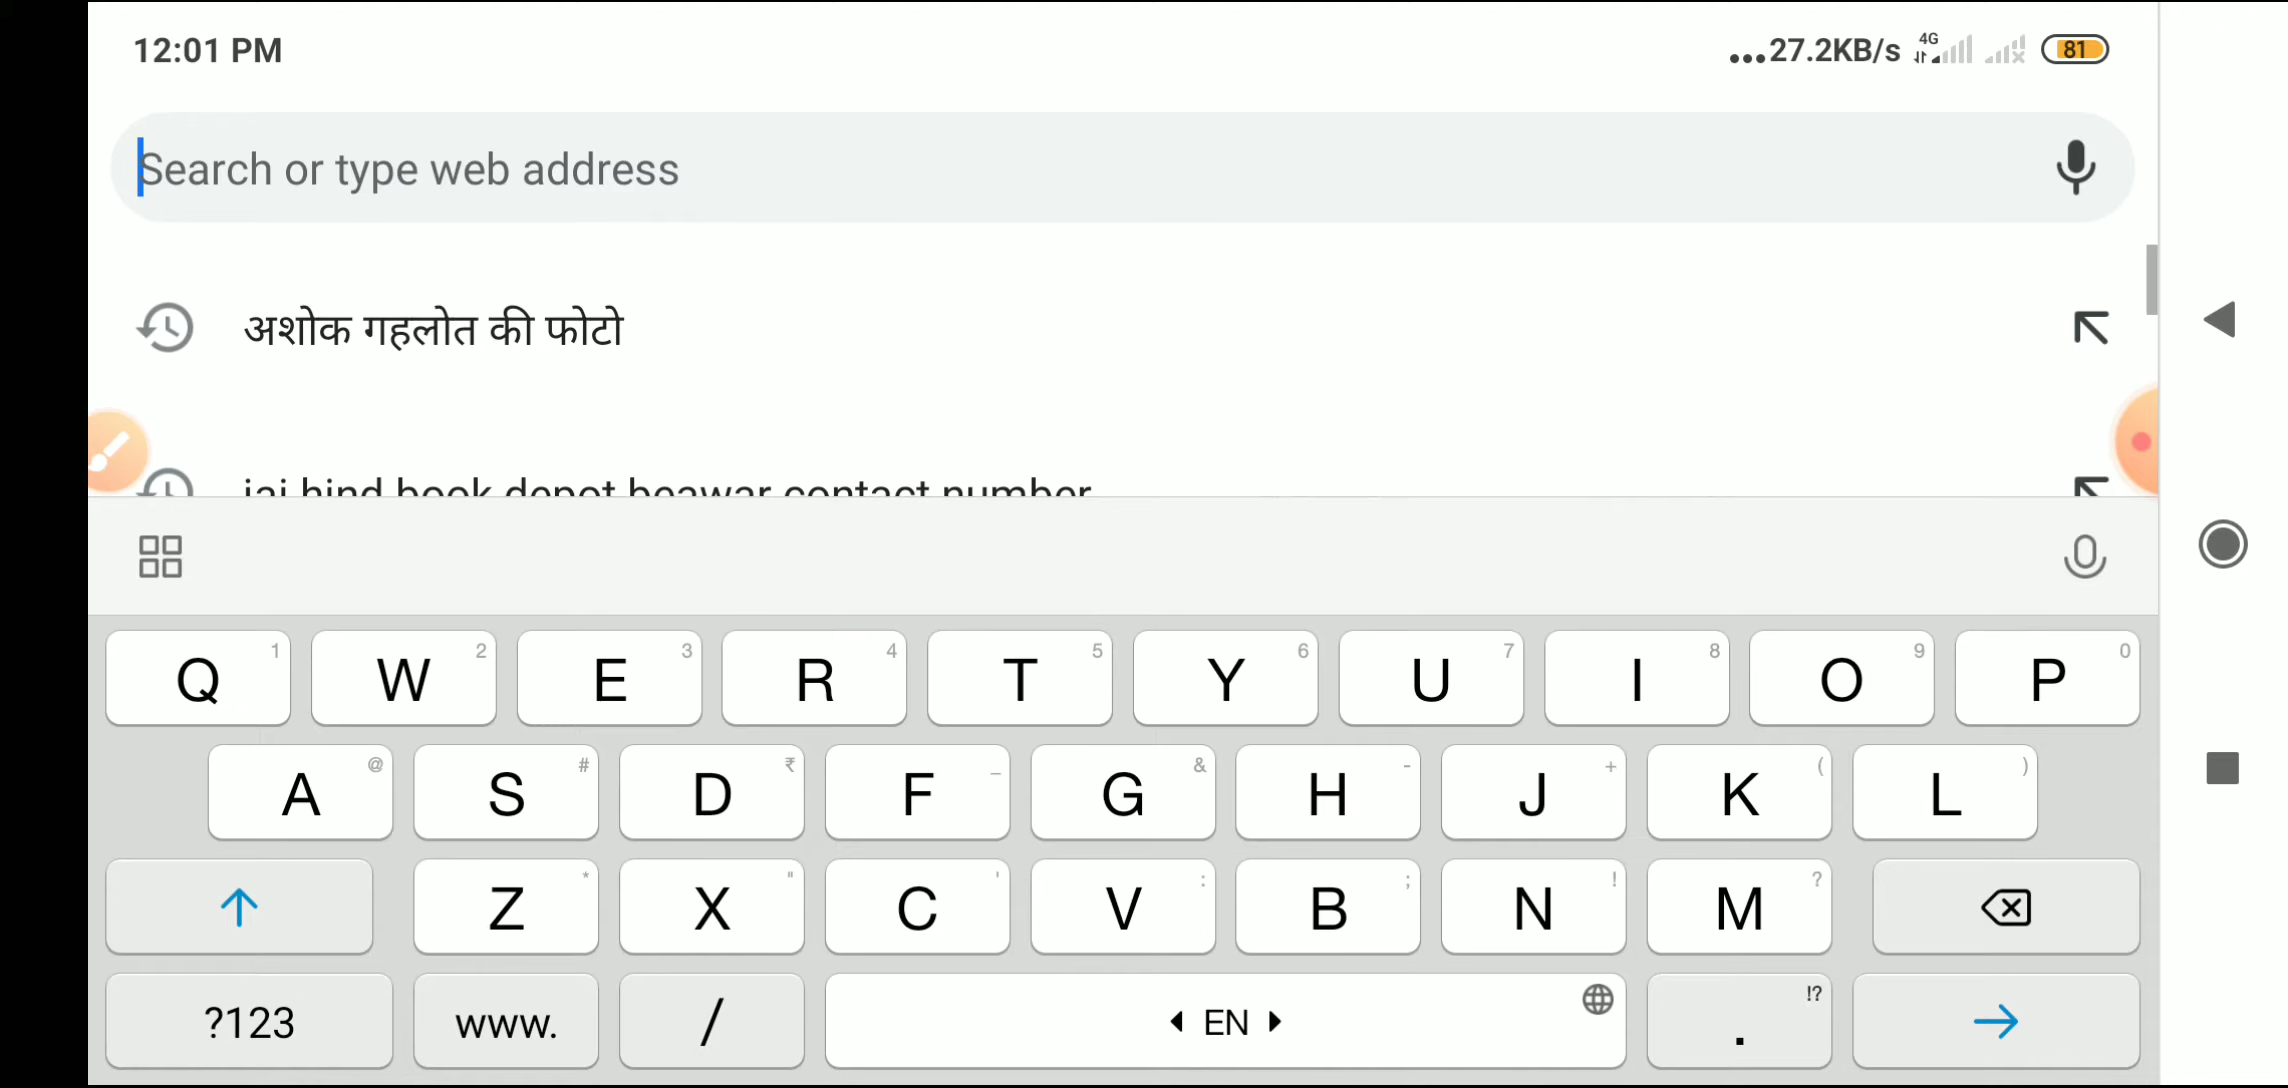 12:01 PM
...27.2KB/s 4G 81
Search or type web address
अशोक गहलोत की फोटो
jai hind book depot beawar contact number
Q 1 W 2 E 3 R 4 T 5 Y 6 U 7 I 8 O 9 P 0
A @ S # D ₹ F _ G & H - J + K ( L )
Z * X " C ' V : B ; N ! M ?
?123 www. / EN . !?